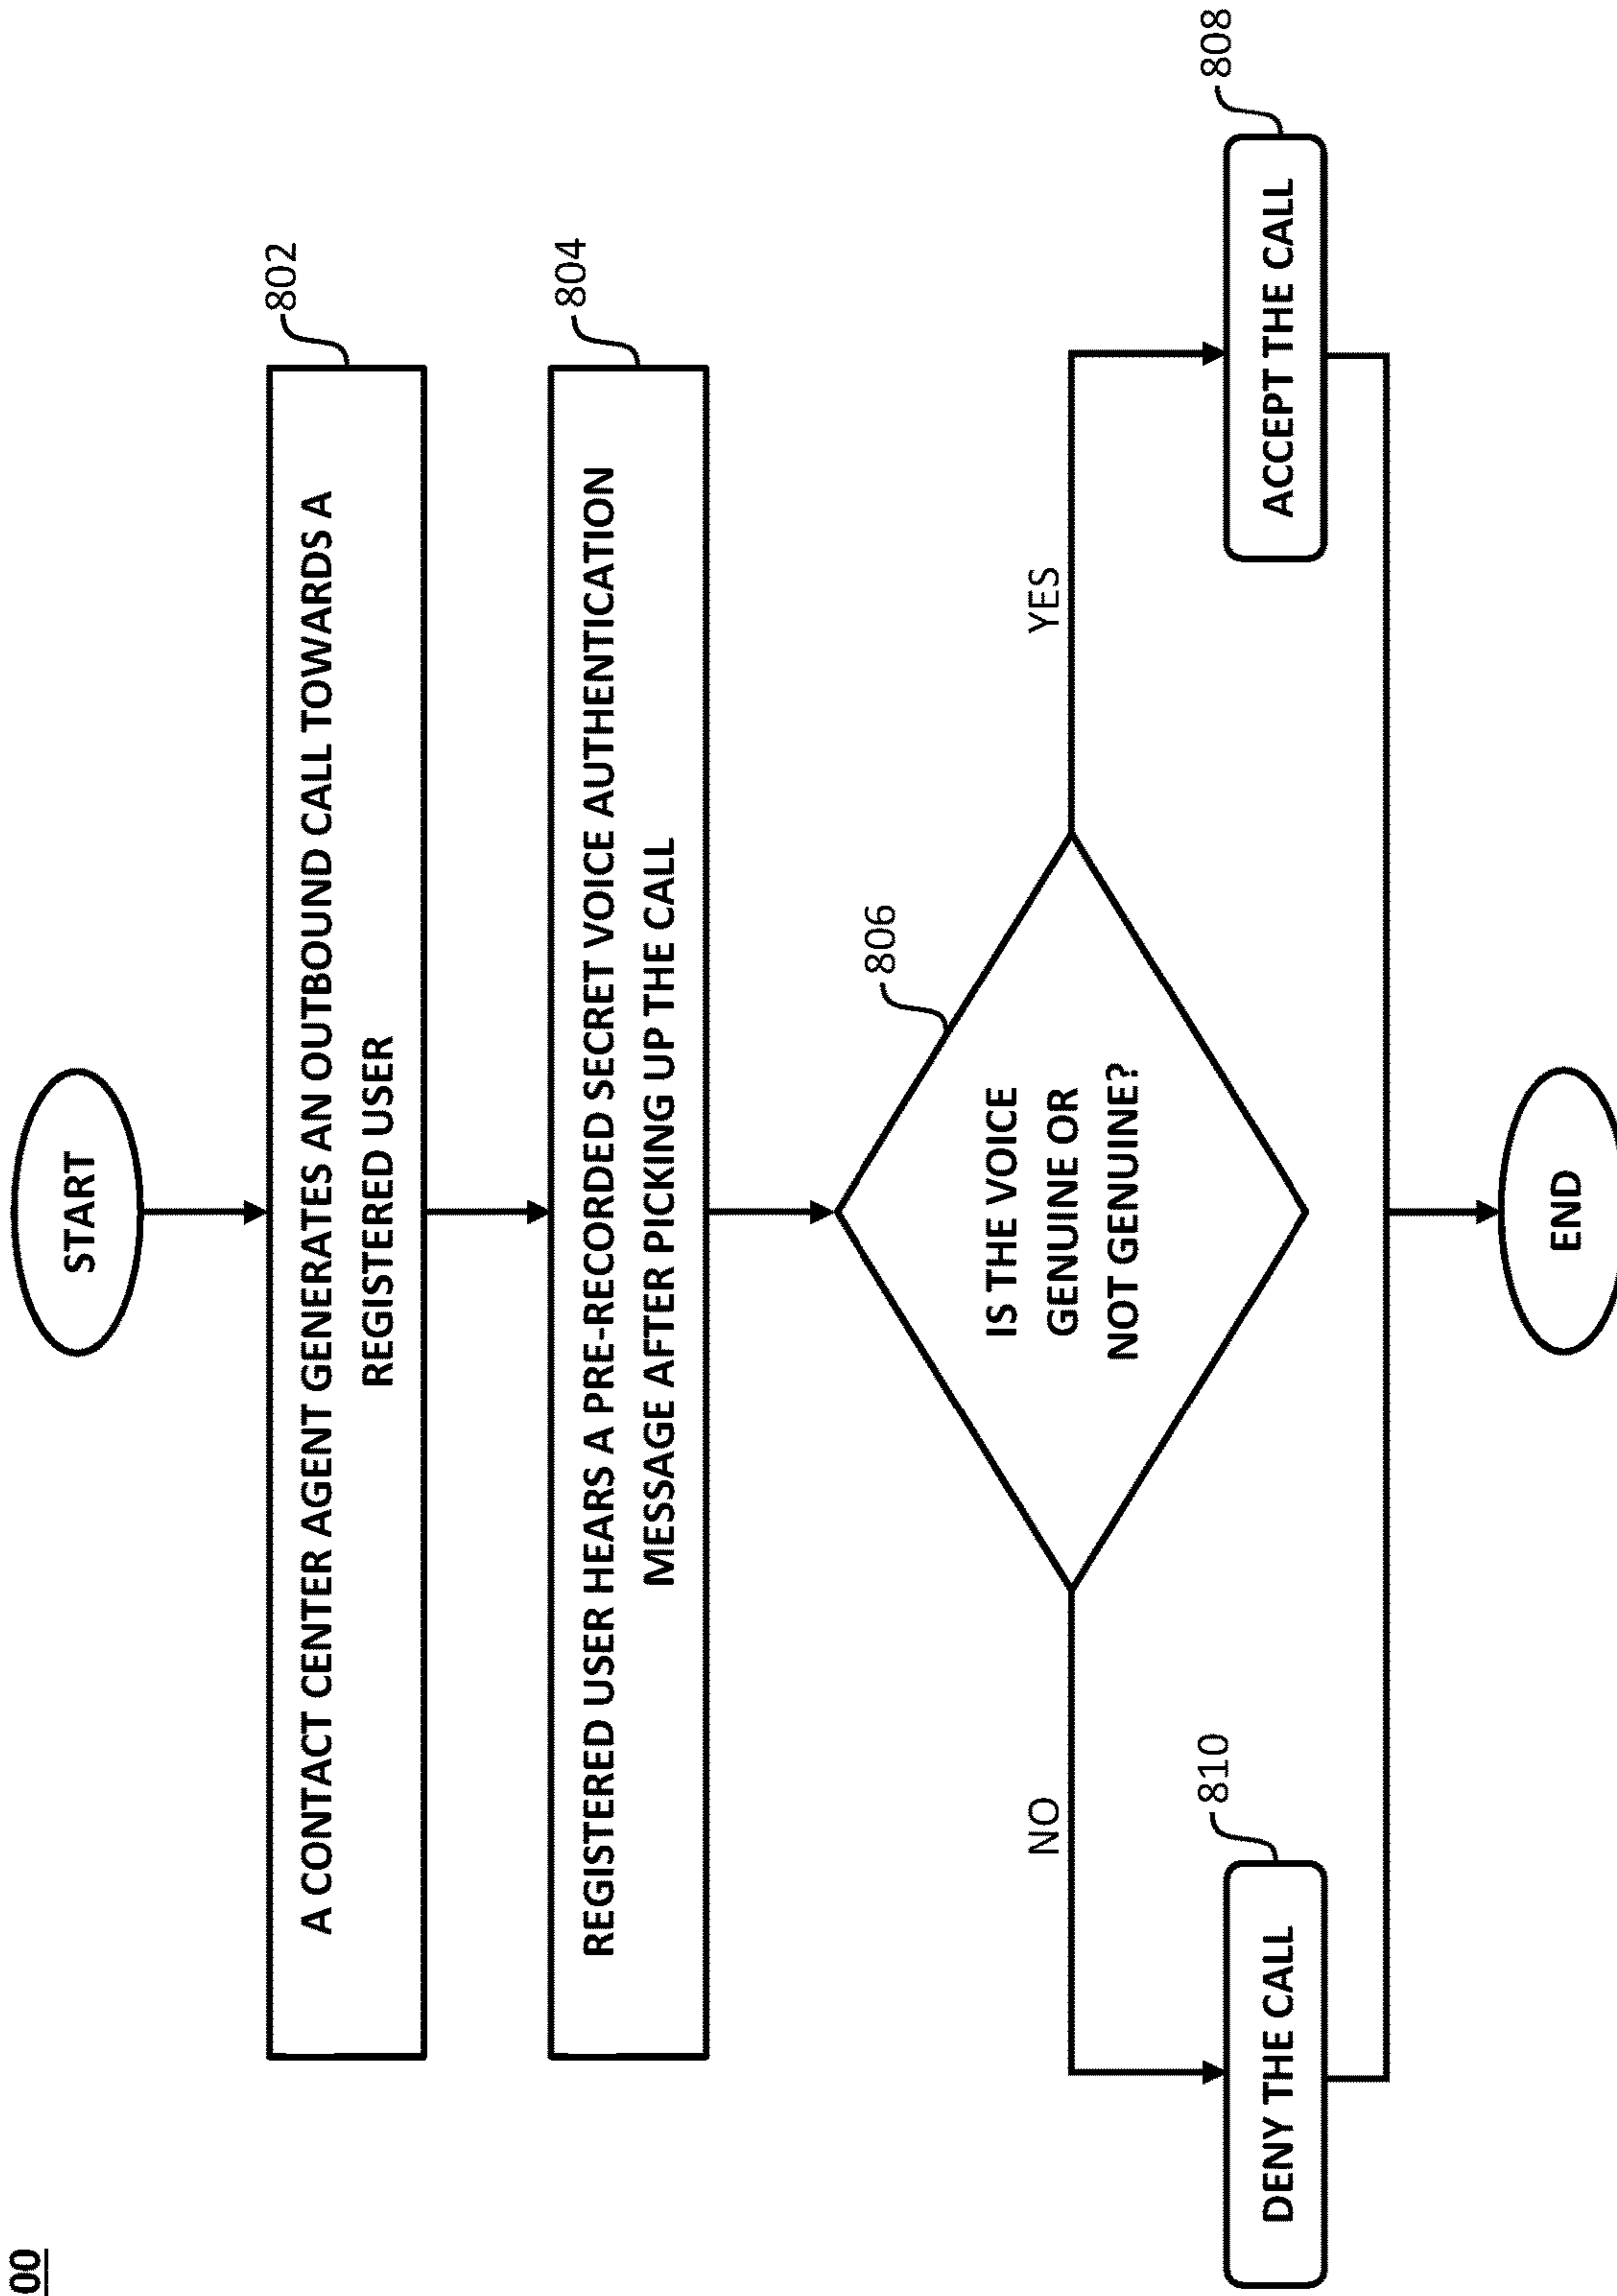 00
START
802
A CONTACT CENTER AGENT GENERATES AN OUTBOUND CALL TOWARDS A
REGISTERED USER
804
REGISTERED USER HEARS A PRE-RECORDED SECRET VOICE AUTHENTICATION
MESSAGE AFTER PICKING UP THE CALL
806
IS THE VOICE
GENUINE OR
NOT GENUINE?
NO
YES
810
808
DENY THE CALL
ACCEPT THE CALL
END